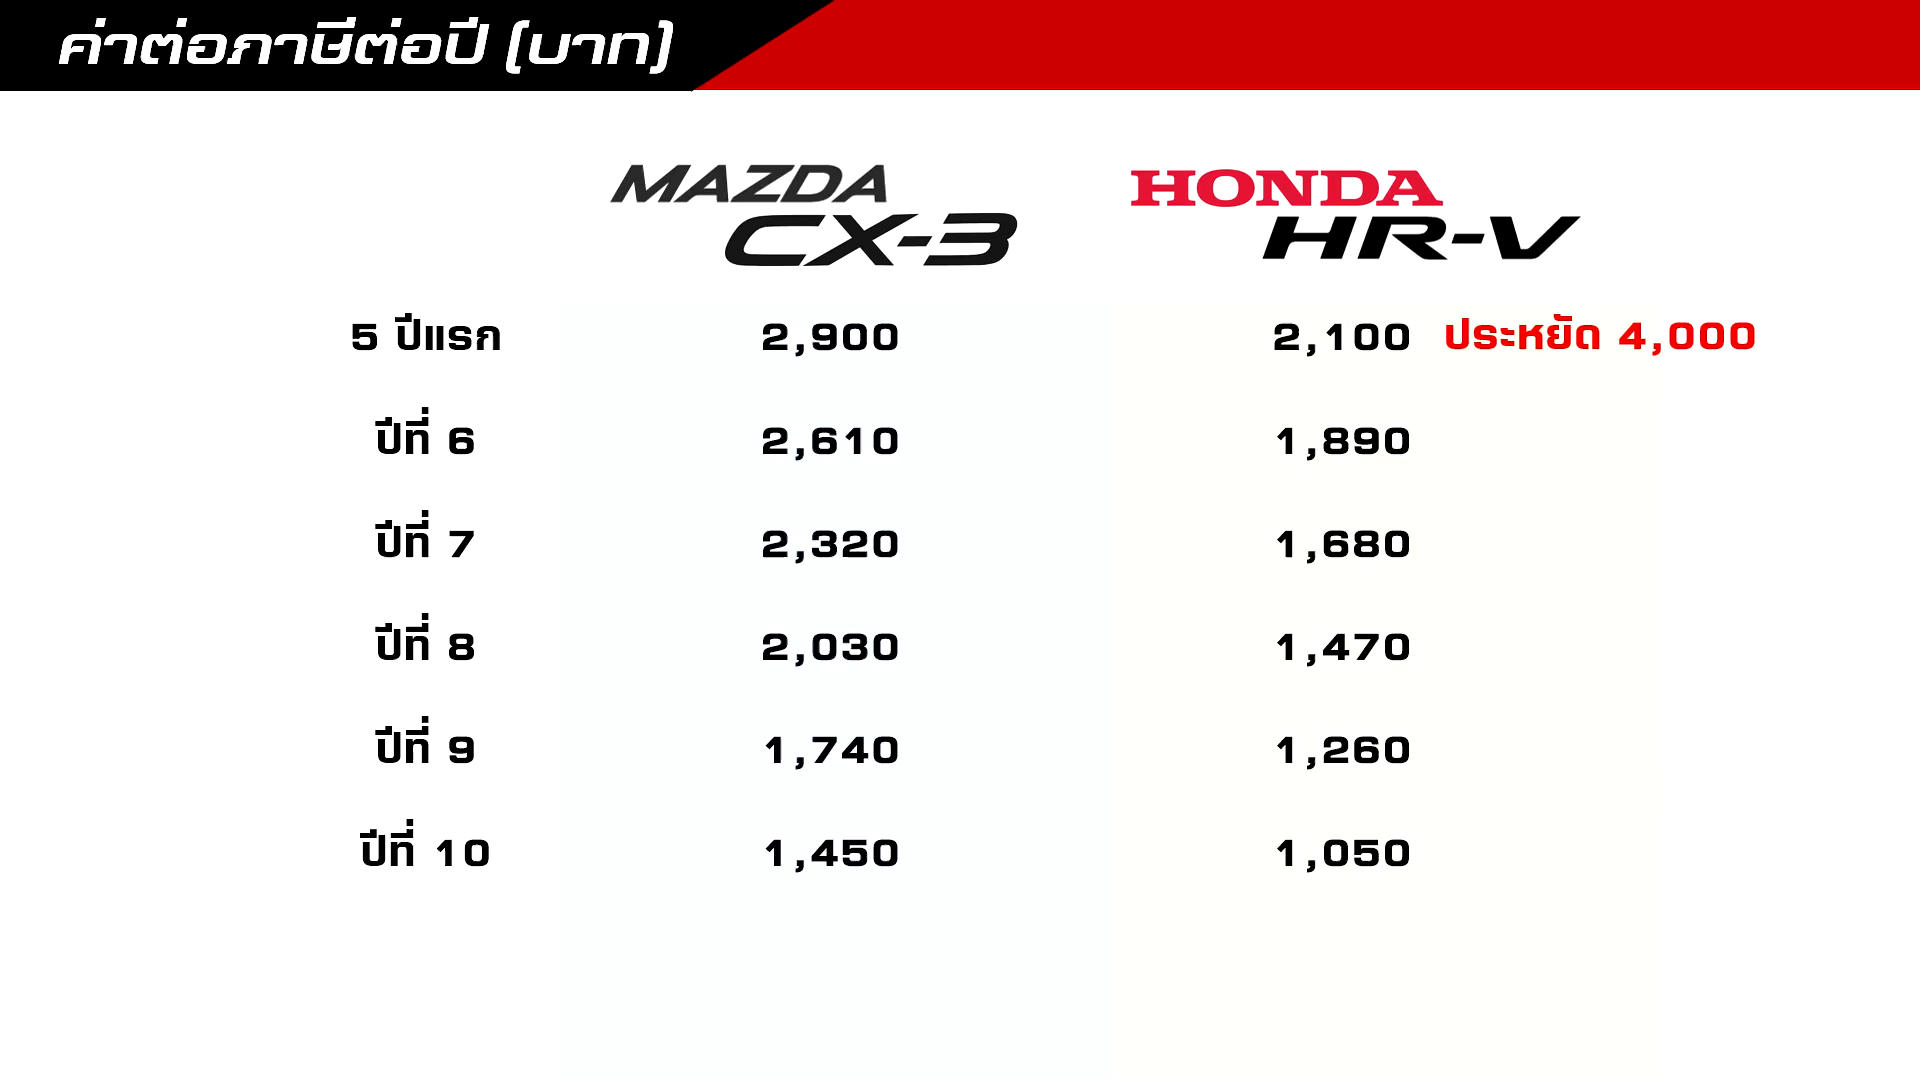 ค่าต่อภาษีต่อปี (บาท)
MAZDA CX-3
HONDA HR-V
5 ปีแรก 2,900 2,100 ประหยัด 4,000
ปีที่ 6 2,610 1,890
ปีที่ 7 2,320 1,680
ปีที่ 8 2,030 1,470
ปีที่ 9 1,740 1,260
ปีที่ 10 1,450 1,050